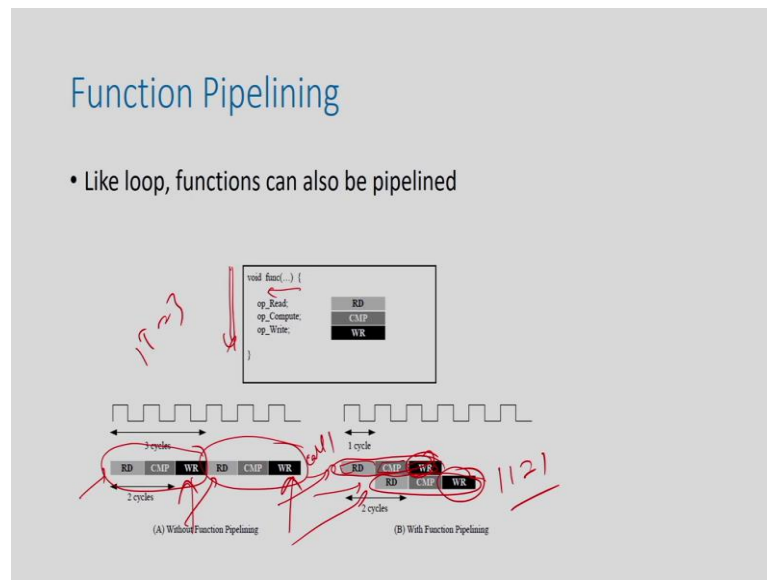 Function Pipelining
• Like loop, functions can also be pipelined
void func(...) {
op_Read; RD
op_Compute; CMP
op_Write; WR
}
3 cycles
RD CMP WR RD CMP WR
2 cycles
(A) Without Function Pipelining
call1
1 cycle
RD CMP WR
RD CMP WR
2 cycles
(B) With Function Pipelining